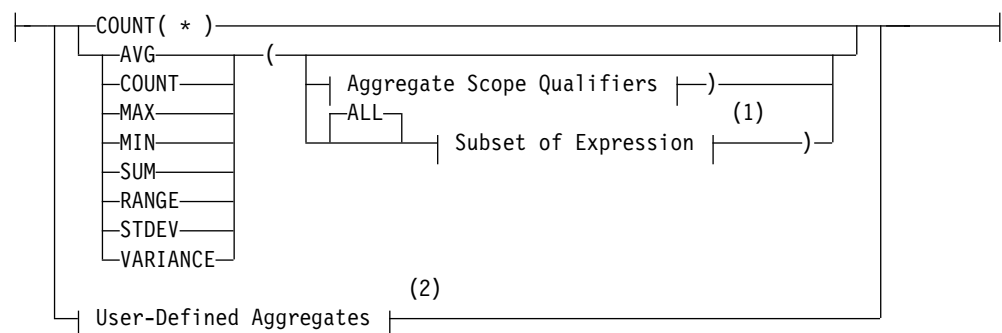 COUNT( * )
AVG (
COUNT Aggregate Scope Qualifiers )
MAX ALL (1)
MIN Subset of Expression )
SUM
RANGE
STDEV
VARIANCE
(2)
User-Defined Aggregates